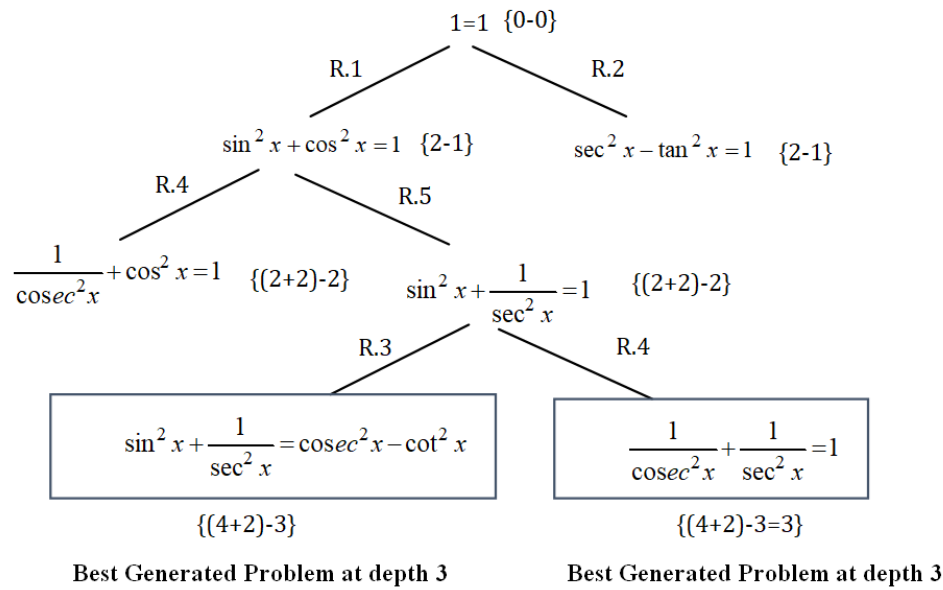 1=1 {0-0}
R.1 R.2
sin² x + cos² x = 1 {2-1} sec² x − tan² x = 1 {2-1}
R.4 R.5
1/cosec²x + cos² x = 1 {(2+2)-2} sin² x + 1/sec² x = 1 {(2+2)-2}
R.3 R.4
sin² x + 1/sec² x = cosec²x − cot² x 1/cosec²x + 1/sec² x = 1
{(4+2)-3} {(4+2)-3=3}
Best Generated Problem at depth 3 Best Generated Problem at depth 3